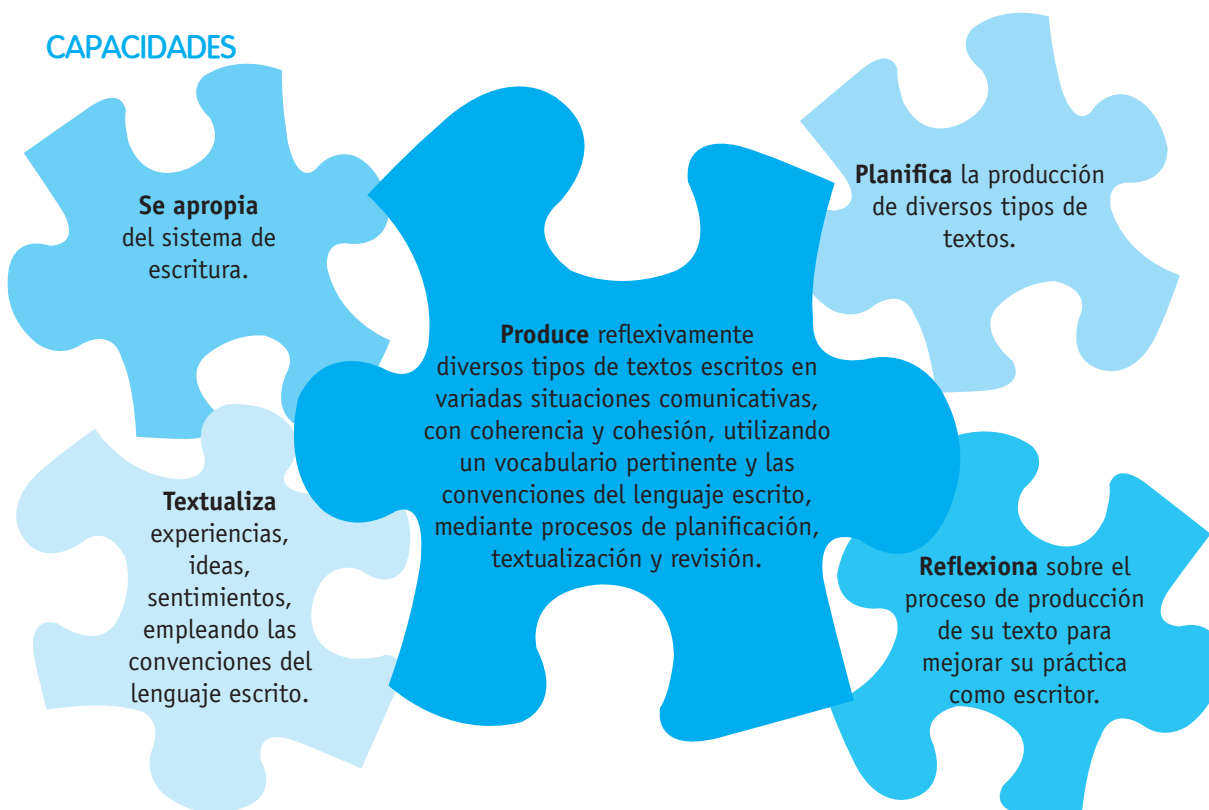 CAPACIDADES
Se apropia
del sistema de
escritura.
Planifica la producción
de diversos tipos de
textos.
Produce reflexivamente
diversos tipos de textos escritos en
variadas situaciones comunicativas,
con coherencia y cohesión, utilizando
un vocabulario pertinente y las
convenciones del lenguaje escrito,
mediante procesos de planificación,
textualización y revisión.
Textualiza
experiencias,
ideas,
sentimientos,
empleando las
convenciones del
lenguaje escrito.
Reflexiona sobre el
proceso de producción
de su texto para
mejorar su práctica
como escritor.